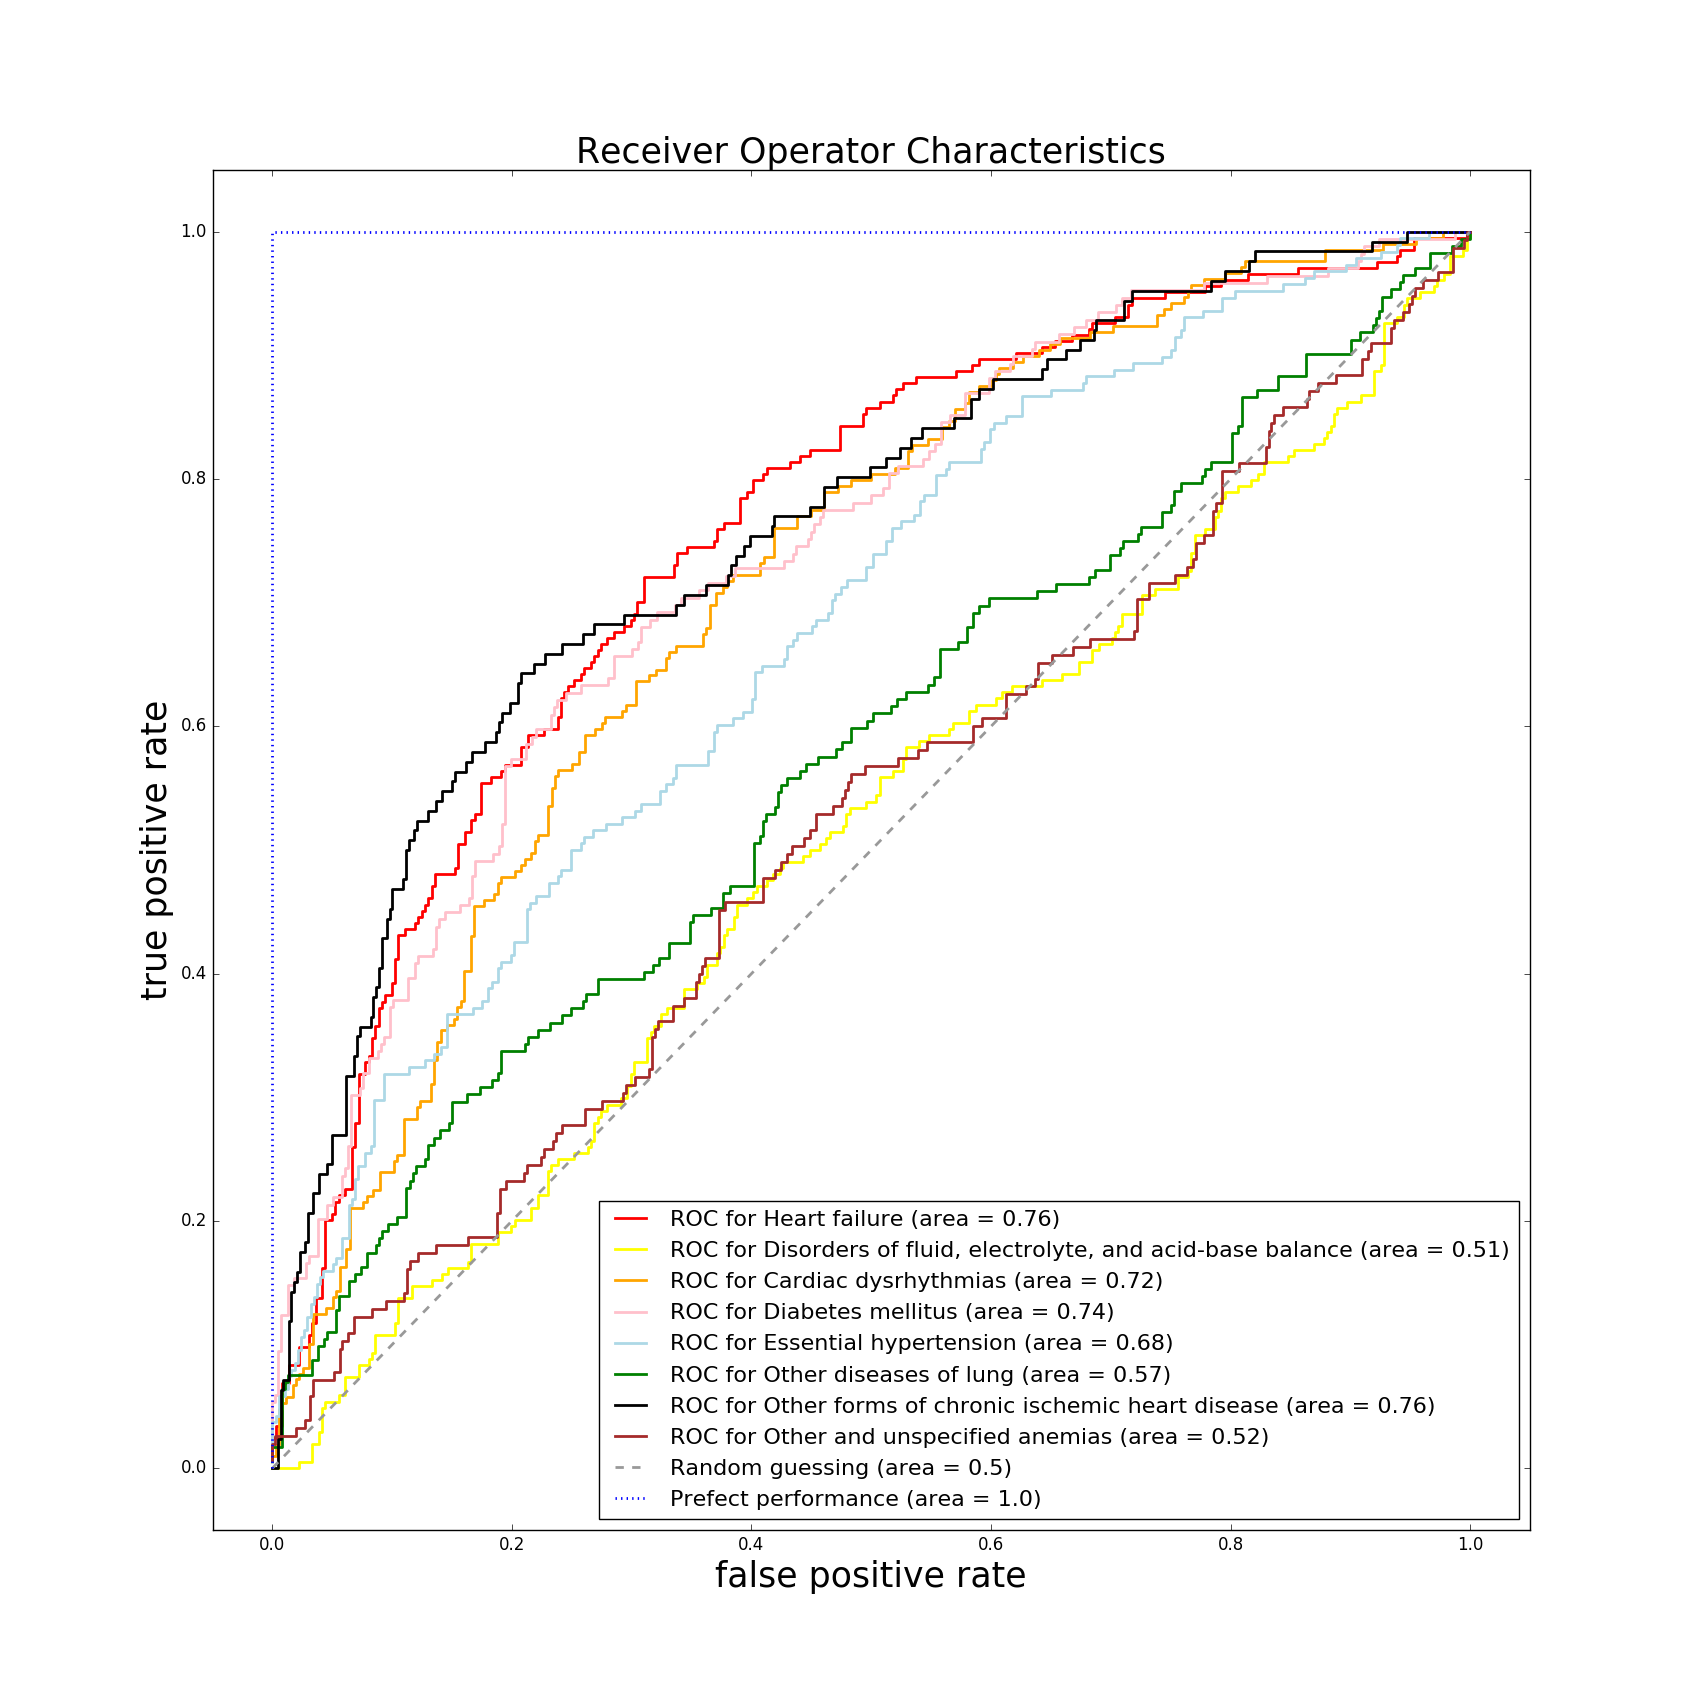 Receiver Operator Characteristics
1.0
0.8
0.6
0.4
0.2
0.0
true positive rate
ROC for Heart failure (area = 0.76)
ROC for Disorders of fluid, electrolyte, and acid-base balance (area = 0.51)
ROC for Cardiac dysrhythmias (area = 0.72)
ROC for Diabetes mellitus (area = 0.74)
ROC for Essential hypertension (area = 0.68)
ROC for Other diseases of lung (area = 0.57)
ROC for Other forms of chronic ischemic heart disease (area = 0.76)
ROC for Other and unspecified anemias (area = 0.52)
Random guessing (area = 0.5)
Prefect performance (area = 1.0)
0.0 0.2 0.4 0.6 0.8 1.0
false positive rate